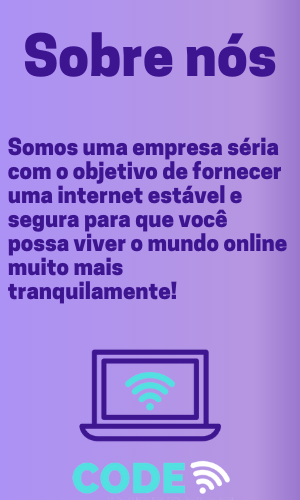 Sobre nós
Somos uma empresa séria
com o objetivo de fornecer
uma internet estável e
segura para que você
possa viver o mundo online
muito mais
tranquilamente!
CODE